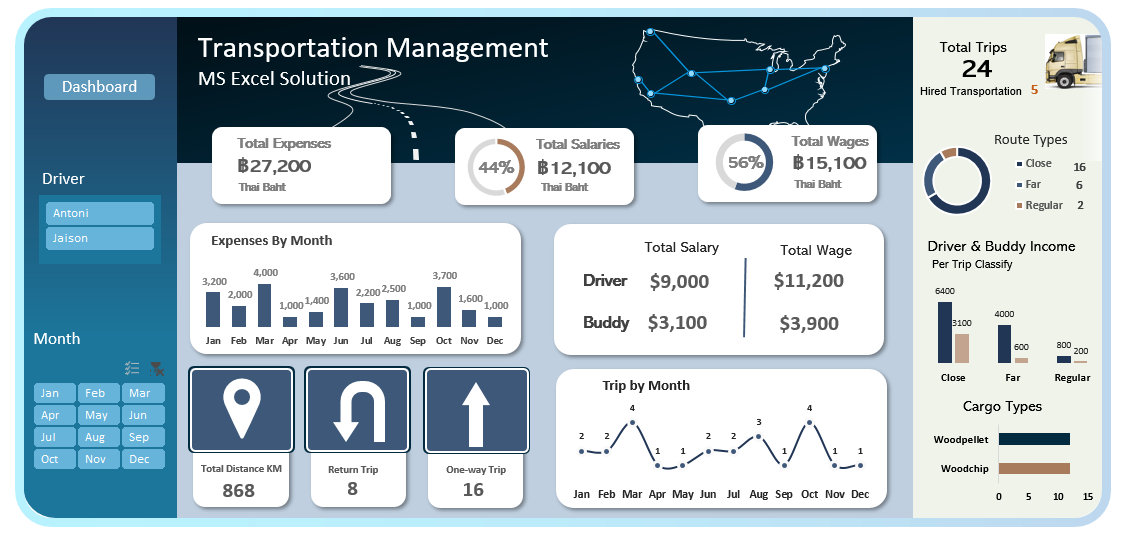 Transportation Management
MS Excel Solution
Dashboard
Driver
Antoni
Jaison
Month
Jan Feb Mar
Apr May Jun
Jul Aug Sep
Oct Nov Dec
Total Expenses
฿27,200
Thai Baht
44%
Total Salaries
฿12,100
Thai Baht
56%
Total Wages
฿15,100
Thai Baht
Expenses By Month
3,200 2,000 4,000 1,000 1,400 3,600 2,200 2,500 1,000 3,700 1,600 1,000
Jan Feb Mar Apr May Jun Jul Aug Sep Oct Nov Dec
Total Salary Total Wage
Driver $9,000 $11,200
Buddy $3,100 $3,900
Total Distance KM
868
Return Trip
8
One-way Trip
16
Trip by Month
2 2 4 1 1 2 2 3 1 4 1 1
Jan Feb Mar Apr May Jun Jul Aug Sep Oct Nov Dec
Total Trips
24
Hired Transportation 5
Route Types
Close 16
Far 6
Regular 2
Driver & Buddy Income
Per Trip Classify
6400 3100 4000 600 800 200
Close Far Regular
Cargo Types
Woodpellet
Woodchip
0 5 10 15